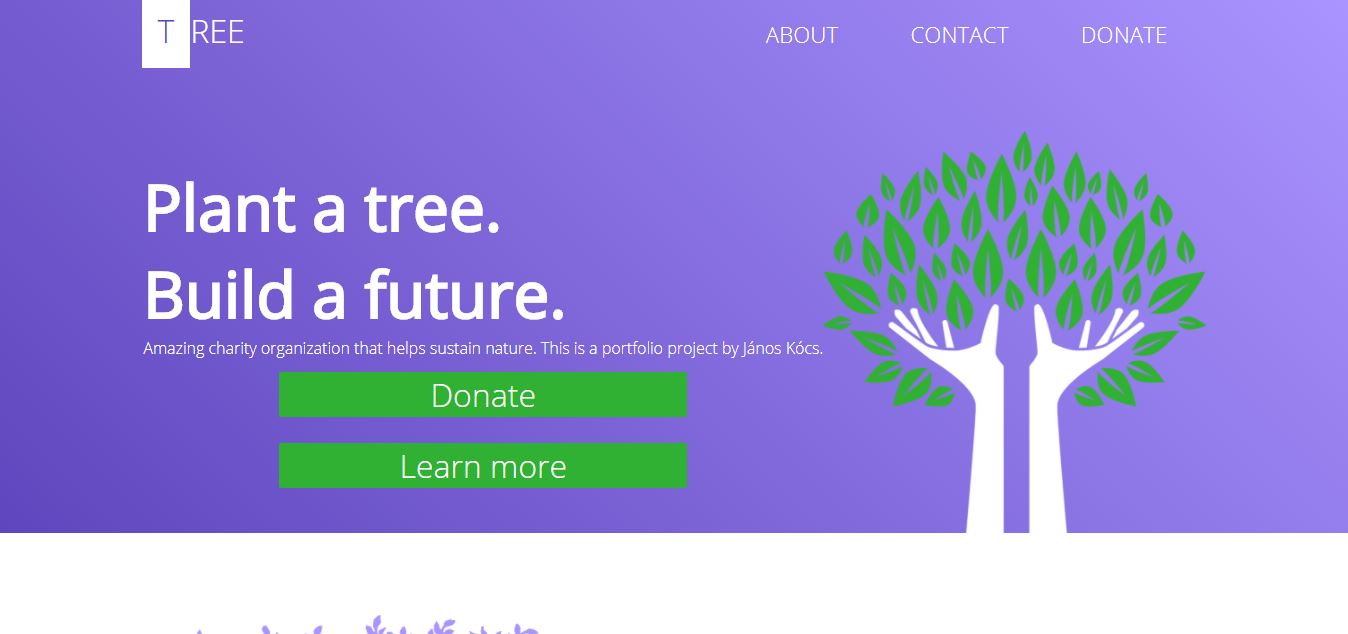 TREE
ABOUT CONTACT DONATE
Plant a tree.
Build a future.
Amazing charity organization that helps sustain nature. This is a portfolio project by János Kócs.
Donate
Learn more